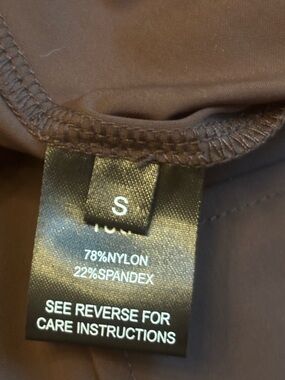 S
78%NYLON
22%SPANDEX
SEE REVERSE FOR
CARE INSTRUCTIONS